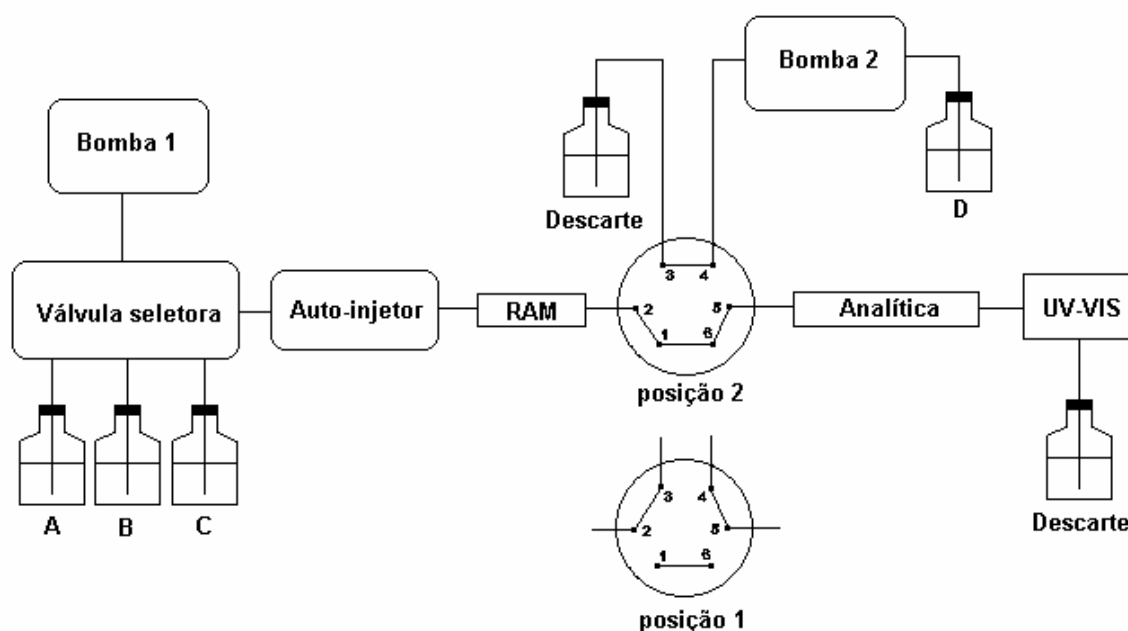 Bomba 2
Bomba 1
Descarte
D
Válvula seletora
Auto-injetor
RAM
3 4
2 5
1 6
Analítica
UV-VIS
posição 2
A B C
3 4
2 5
1 6
Descarte
posição 1